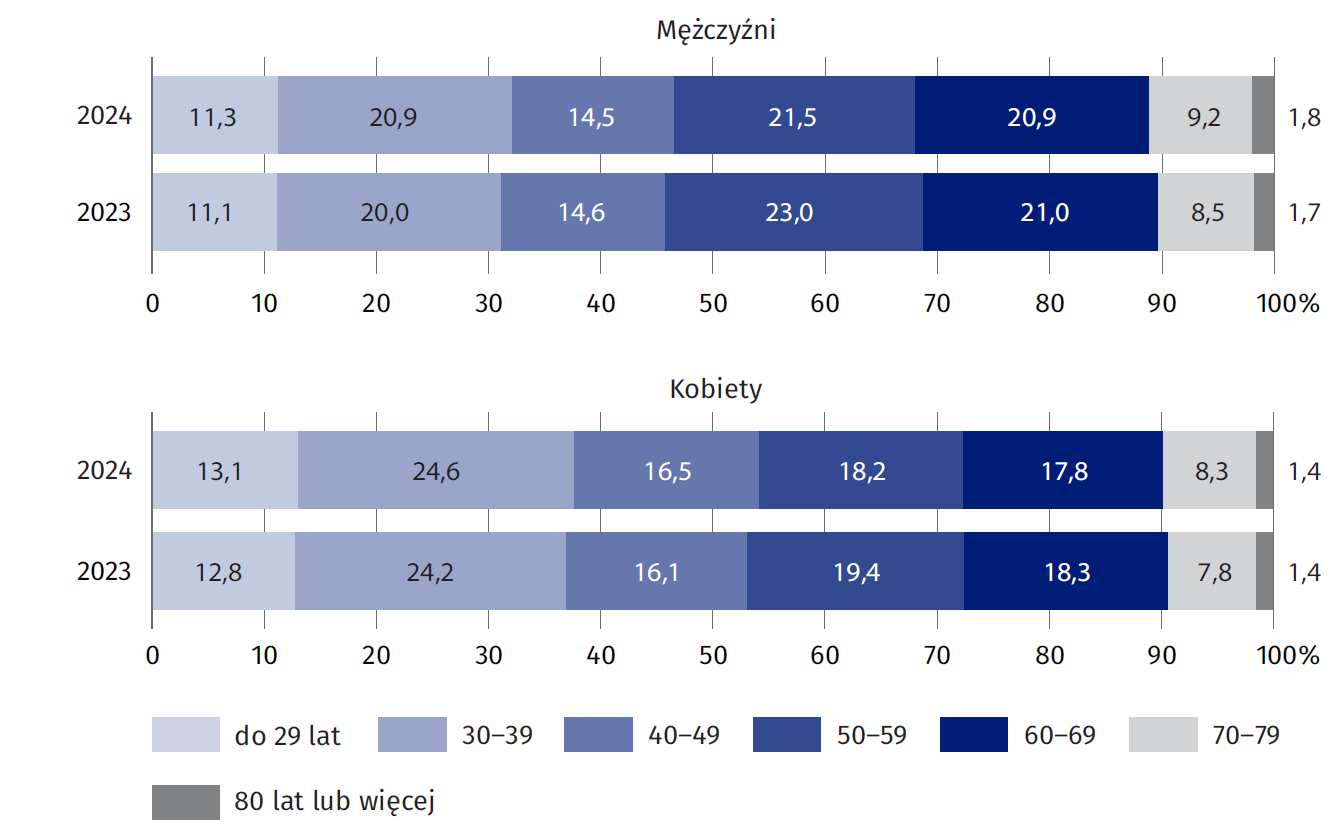 Mężczyźni
2024 11,3 20,9 14,5 21,5 20,9 9,2 1,8
2023 11,1 20,0 14,6 23,0 21,0 8,5 1,7
0 10 20 30 40 50 60 70 80 90 100%
Kobiety
2024 13,1 24,6 16,5 18,2 17,8 8,3 1,4
2023 12,8 24,2 16,1 19,4 18,3 7,8 1,4
0 10 20 30 40 50 60 70 80 90 100%
do 29 lat 30–39 40–49 50–59 60–69 70–79
80 lat lub więcej